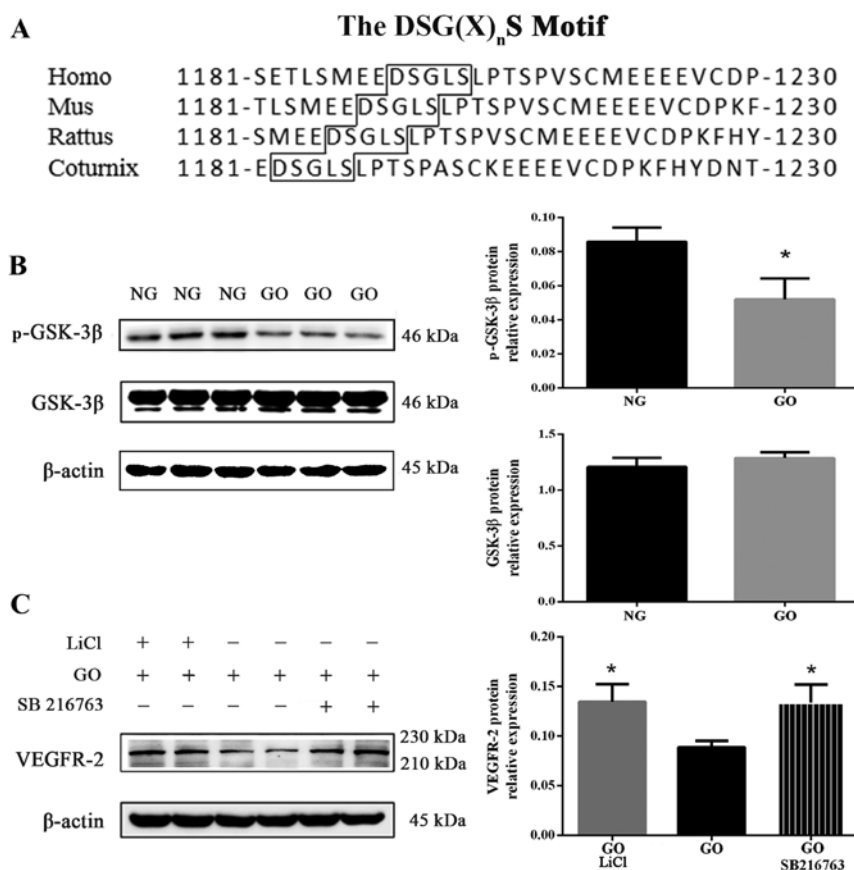 The DSG(X)nS Motif
A
Homo 1181-SETLSMEEDSGLSLPTSPVSCMEEEEVCDP-1230
Mus 1181-TLSMEEDSGLSLPTSPVSCMEEEEVCDPKF-1230
Rattus 1181-SMEEDSGLSLPTSPVSCMEEEEVCDPKFHY-1230
Coturnix 1181-EDSGLSLPTSPASCKEEEEVCDPKFHYDNT-1230
B
NG NG NG GO GO GO
p-GSK-3β 46 kDa
GSK-3β 46 kDa
β-actin 45 kDa
p-GSK-3β protein
relative expression
0.10
0.08
0.06
0.04
0.02
0.00
*
NG GO
GSK-3β protein
relative expression
1.5
1.0
0.5
0.0
NG GO
C
LiCl + + − − − −
GO + + + + + +
SB 216763 − − − − + +
VEGFR-2 230 kDa
210 kDa
β-actin 45 kDa
VEGFR-2 protein
relative expression
0.20
0.15
0.10
0.05
0.00
* *
GO GO GO
LiCl SB216763